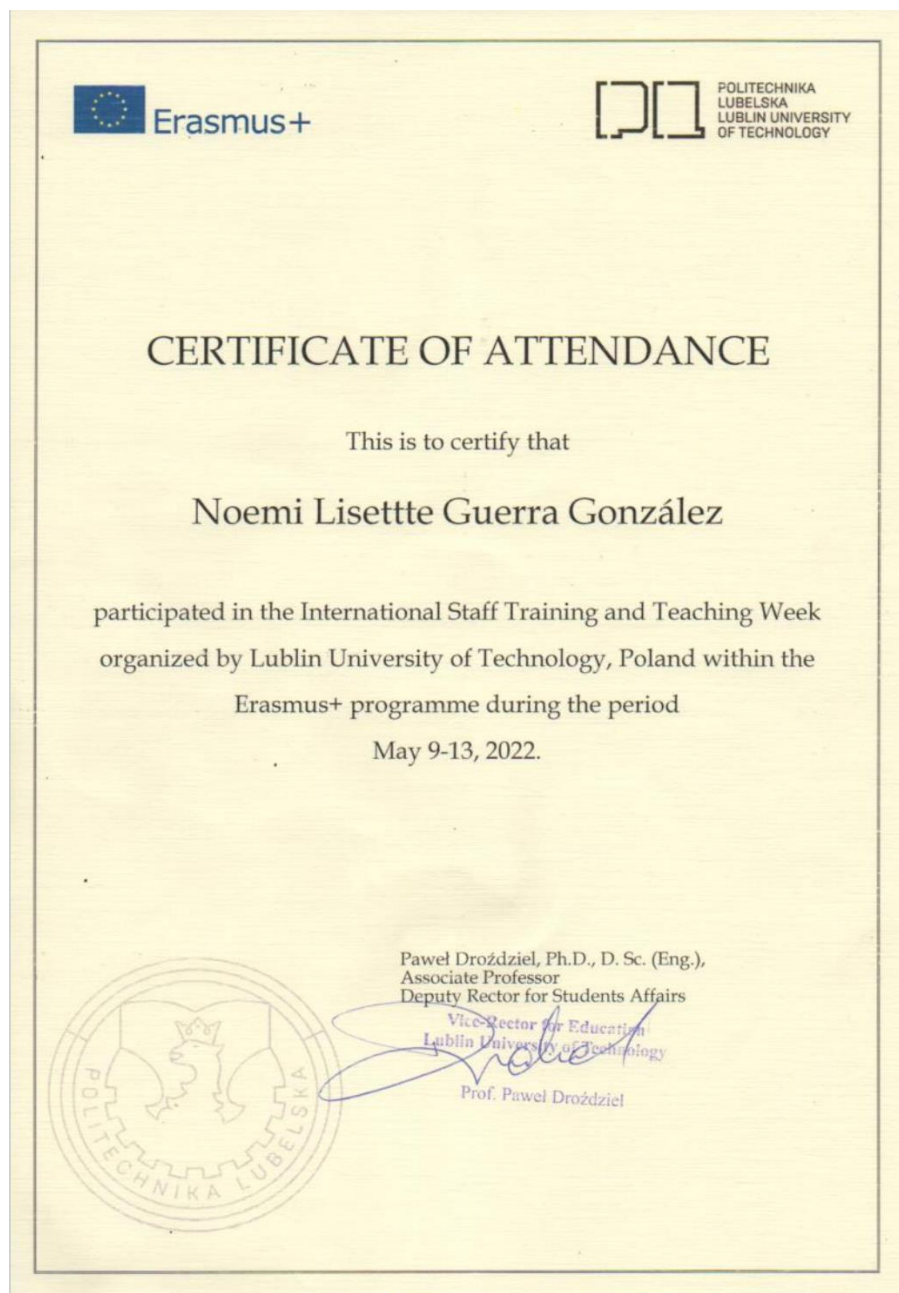 Erasmus+
POLITECHNIKA
LUBELSKA
LUBLIN UNIVERSITY
OF TECHNOLOGY
CERTIFICATE OF ATTENDANCE
This is to certify that
Noemi Lisettte Guerra González
participated in the International Staff Training and Teaching Week
organized by Lublin University of Technology, Poland within the
Erasmus+ programme during the period
May 9-13, 2022.
Paweł Droździel, Ph.D., D. Sc. (Eng.),
Associate Professor
Deputy Rector for Students Affairs
Vice-Rector for Education
Lublin University of Technology
Prof. Paweł Droździel
POLITECHNIKA LUBELSKA